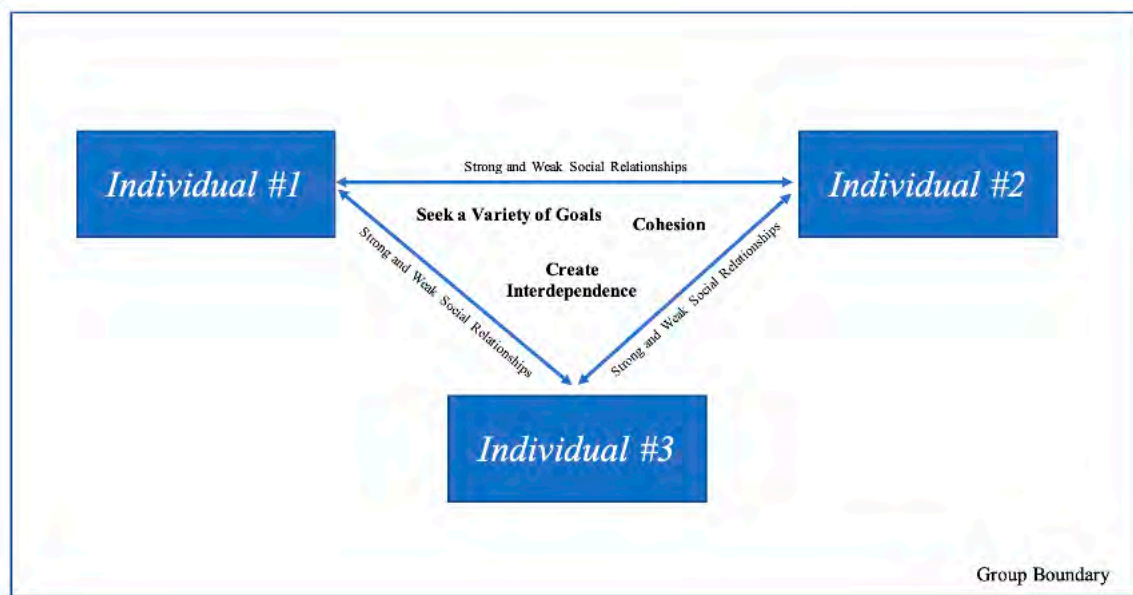 Individual #1
Strong and Weak Social Relationships
Individual #2
Seek a Variety of Goals
Cohesion
Create
Interdependence
Strong and Weak Social Relationships
Strong and Weak Social Relationships
Individual #3
Group Boundary